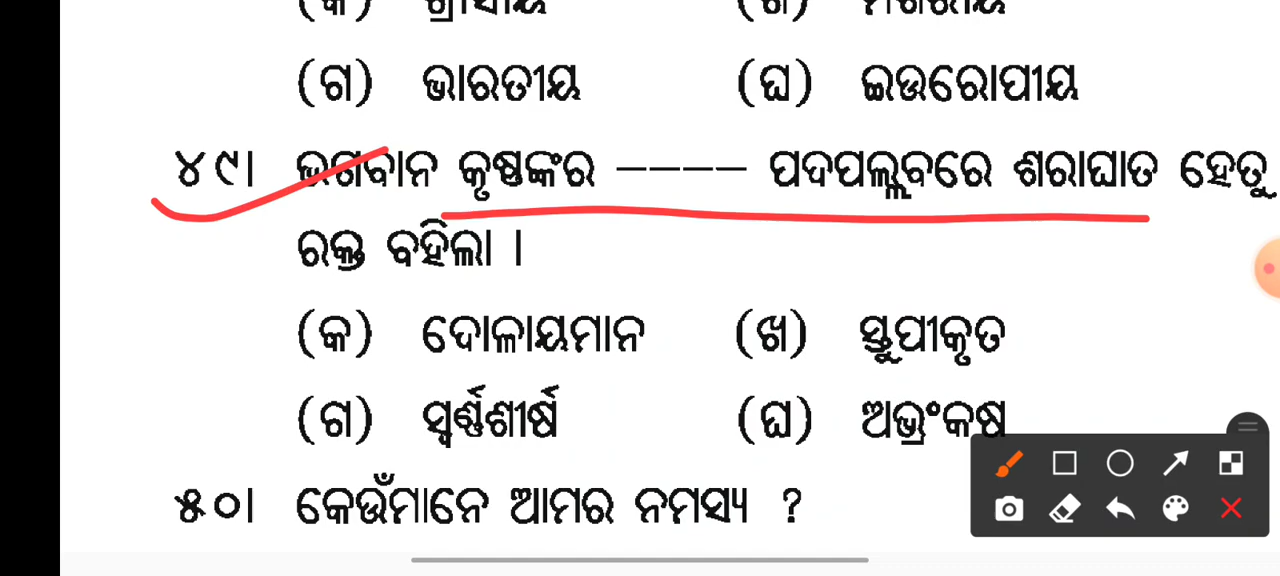 (କ) ଗ୍ରୀସୀୟ (ଖ) ମିଶରୀୟ
(ଗ) ଭାରତୀୟ (ଘ) ଇଉରୋପୀୟ
୪୯। ଭଗବାନ କୃଷ୍ଣଙ୍କର ---- ପଦପଲ୍ଲବରେ ଶରାଘାତ ହେତୁ
ରକ୍ତ ବହିଲା ।
(କ) ଦୋଳାୟମାନ (ଖ) ସ୍ତୁପୀକୃତ
(ଗ) ସ୍ୱର୍ଣ୍ଣଶୀର୍ଷ (ଘ) ଅଭ୍ରଂକଷ
୫୦। କେଉଁମାନେ ଆମର ନମସ୍ୟ ?